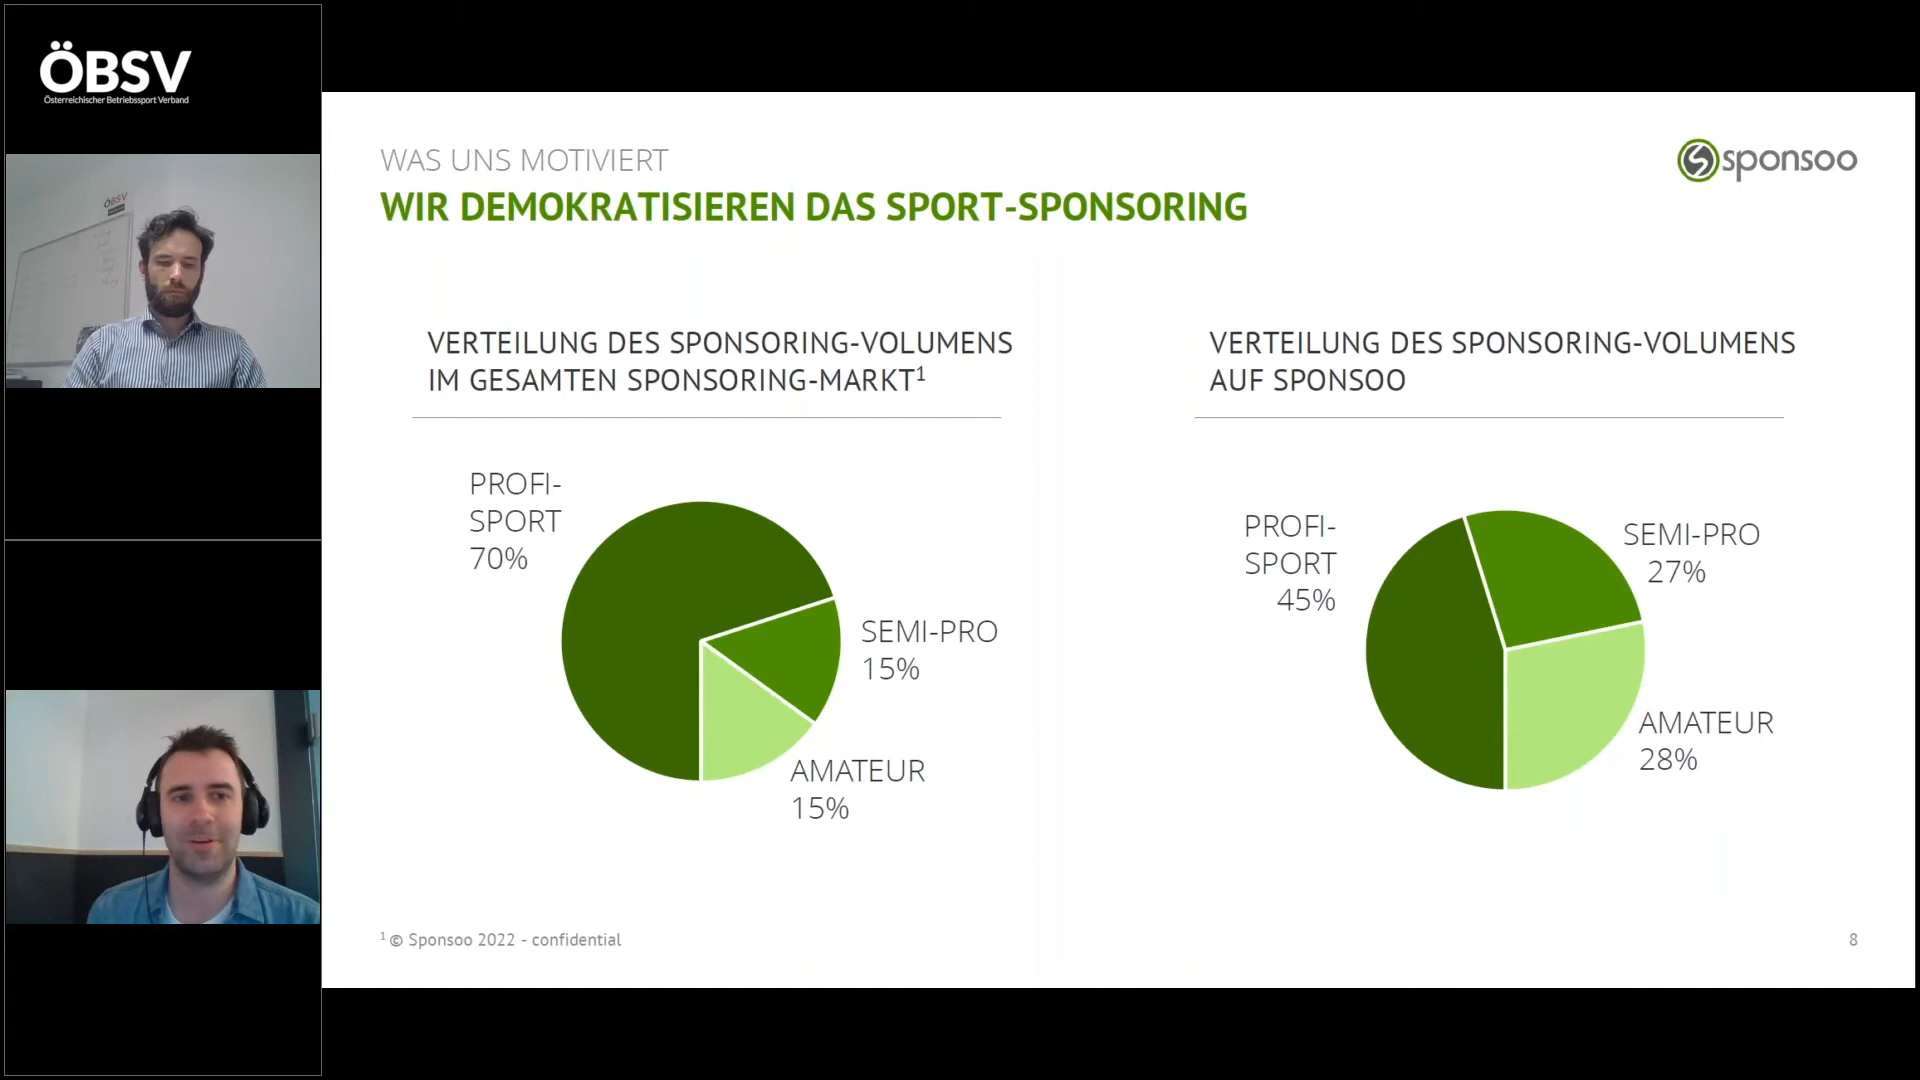 ÖBSV
Österreichischer Betriebssport Verband
ÖBSV
WAS UNS MOTIVIERT
WIR DEMOKRATISIEREN DAS SPORT-SPONSORING
sponsoo
VERTEILUNG DES SPONSORING-VOLUMENS
IM GESAMTEN SPONSORING-MARKT¹
PROFI-
SPORT
70%
SEMI-PRO
15%
AMATEUR
15%
VERTEILUNG DES SPONSORING-VOLUMENS
AUF SPONSOO
PROFI-
SPORT
45%
SEMI-PRO
27%
AMATEUR
28%
¹ © Sponsoo 2022 - confidential
8